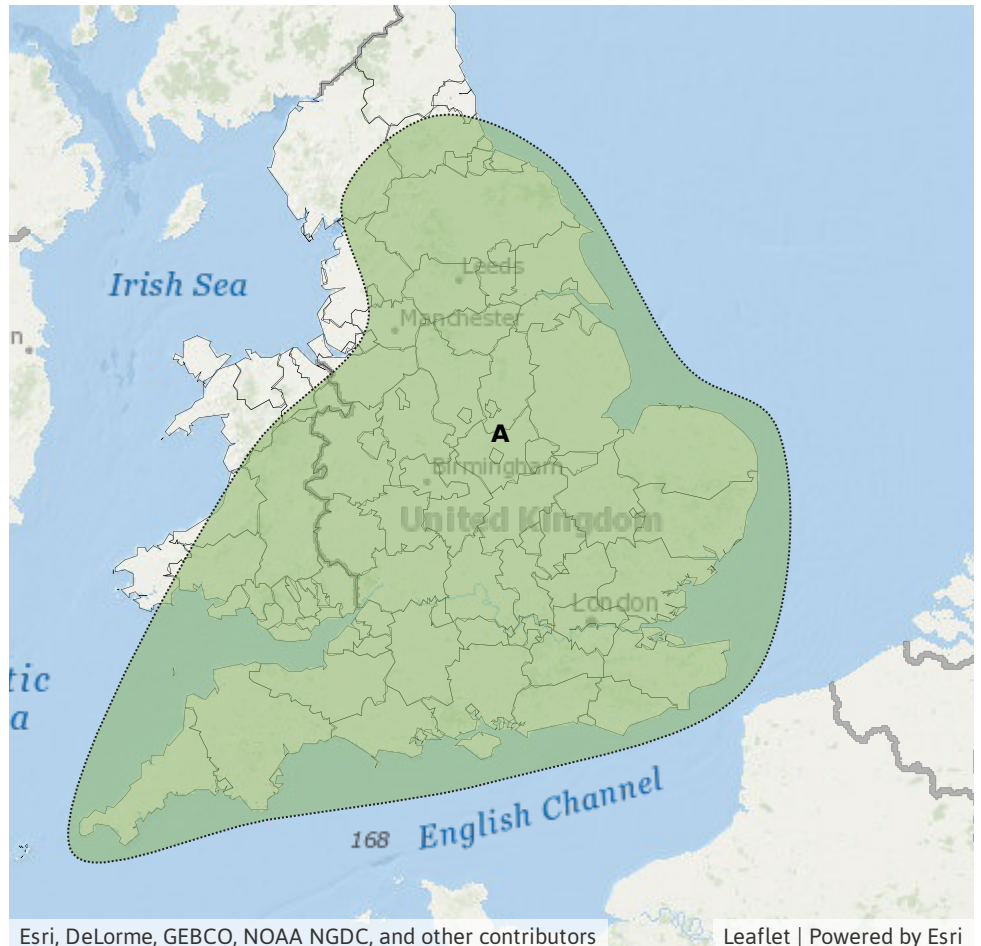 Irish Sea
Leeds
Manchester
n
A
Birmingham
United Kingdom
London
tic
a
English Channel
168
Esri, DeLorme, GEBCO, NOAA NGDC, and other contributors
Leaflet | Powered by Esri